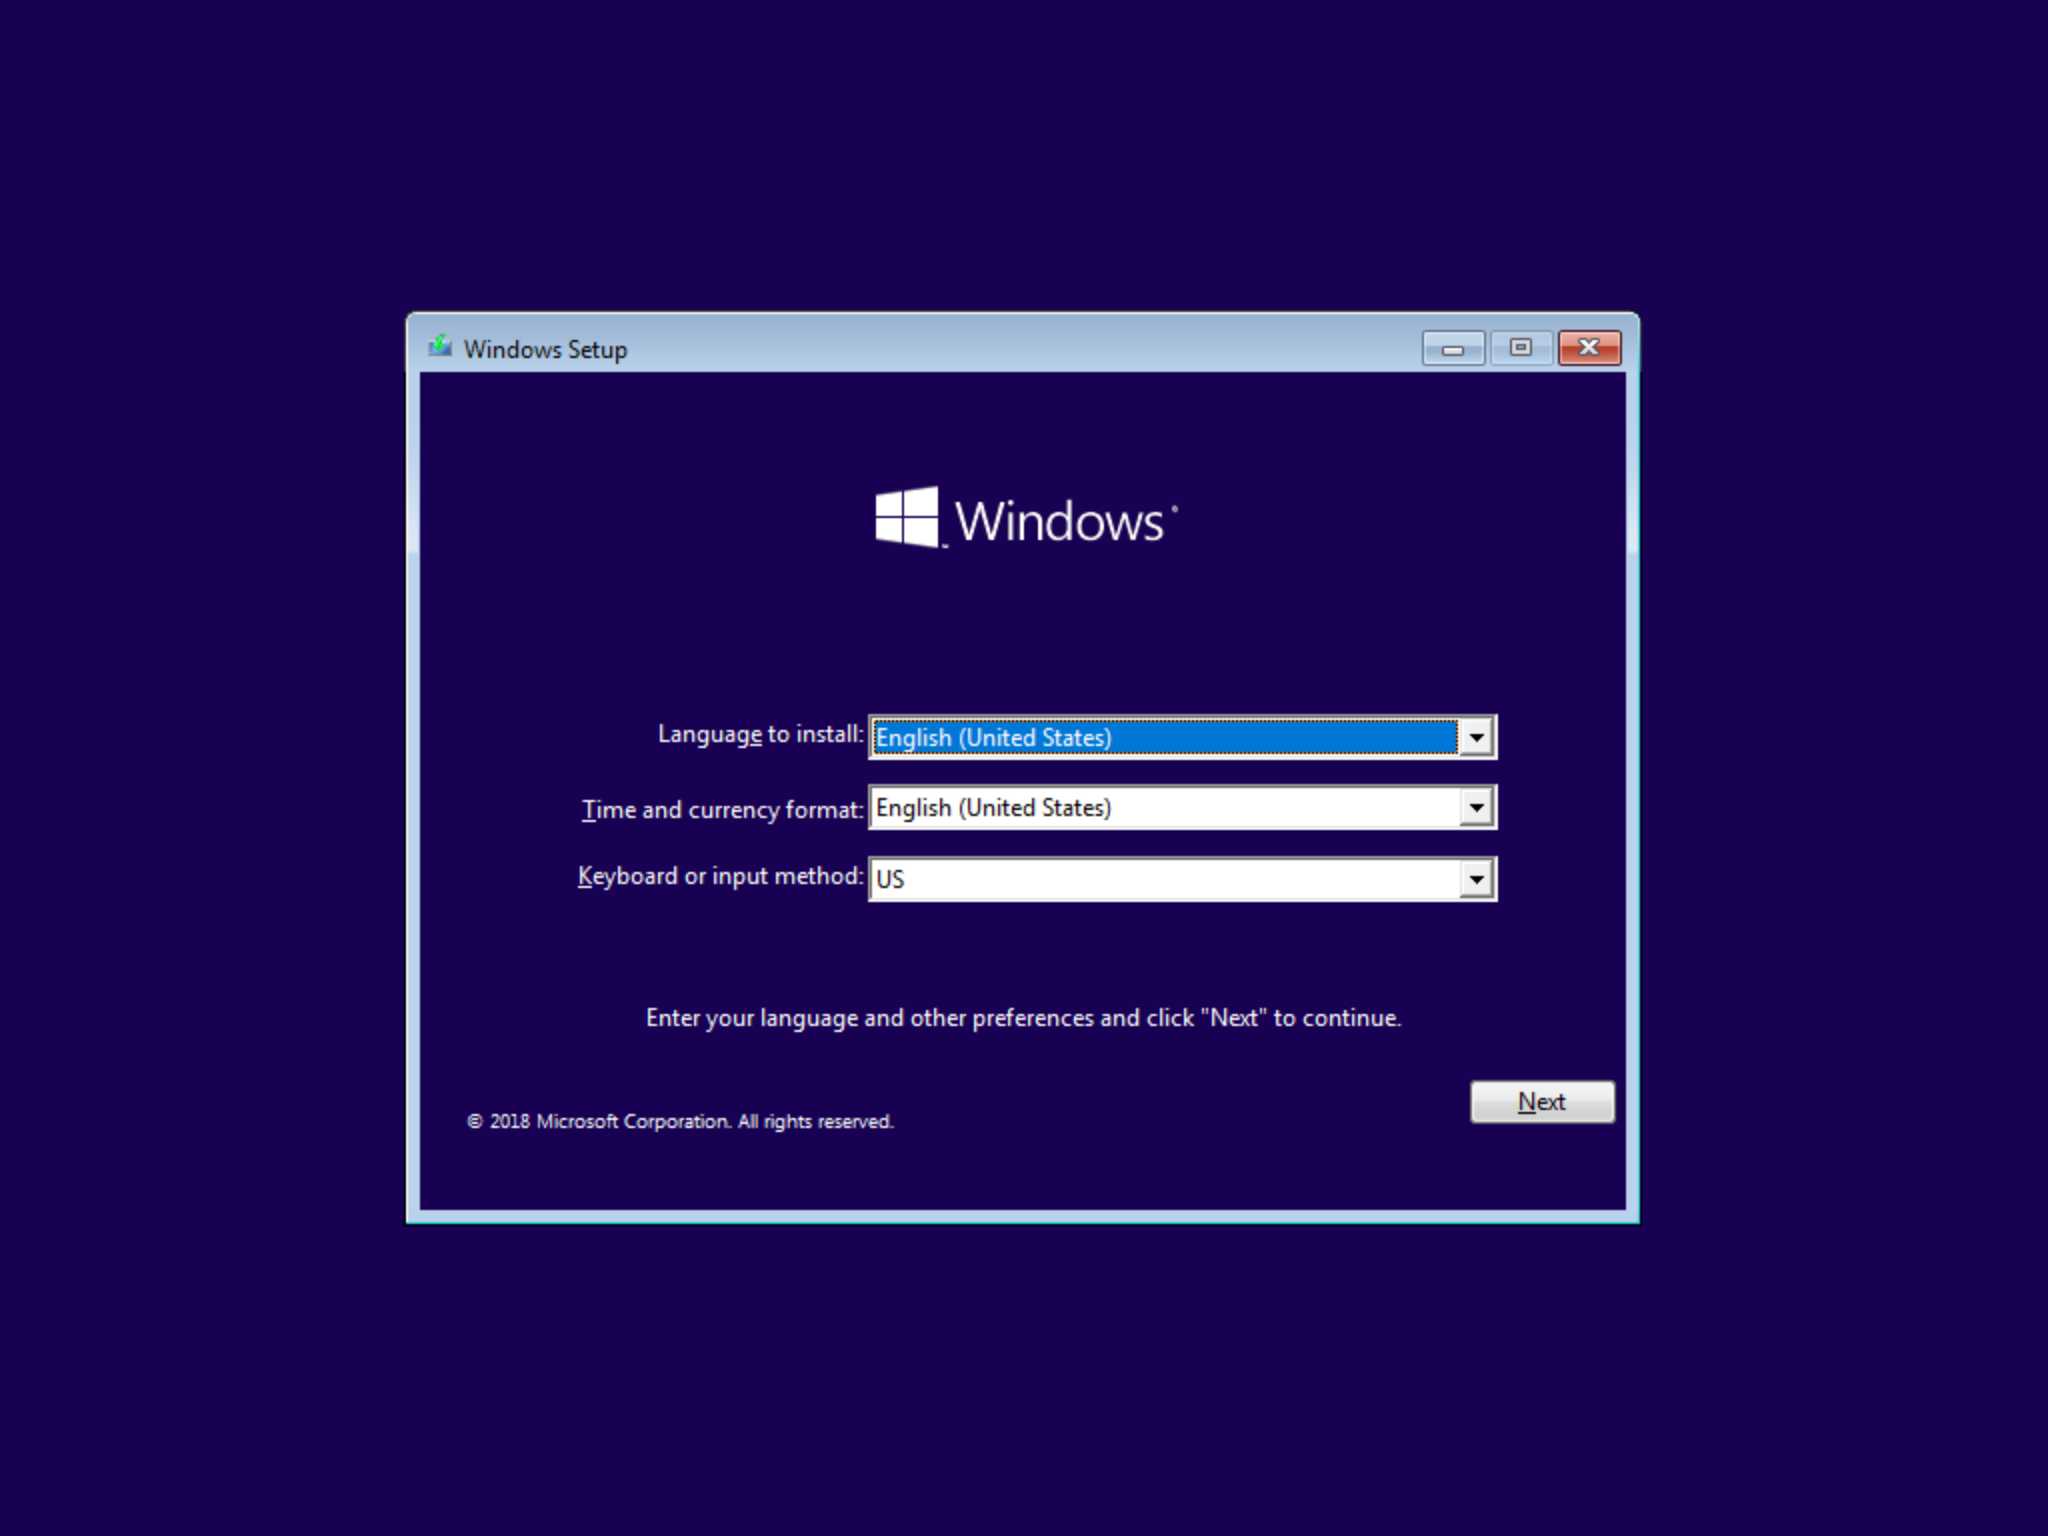 Windows Setup
Windows
Language to install: English (United States)
Time and currency format: English (United States)
Keyboard or input method: US
Enter your language and other preferences and click "Next" to continue.
Next
© 2018 Microsoft Corporation. All rights reserved.